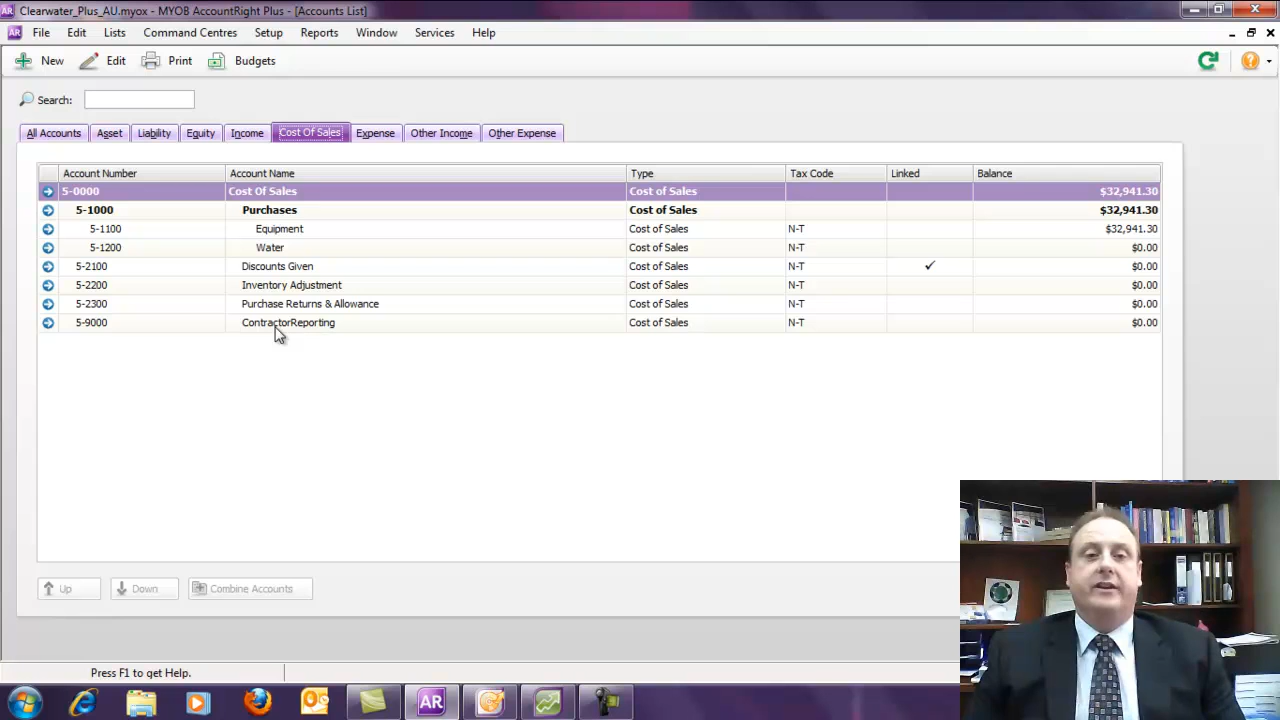 Clearwater_Plus_AU.myox - MYOB AccountRight Plus - [Accounts List]
File Edit Lists Command Centres Setup Reports Window Services Help
New Edit Print Budgets
Search:
All Accounts Asset Liability Equity Income Cost Of Sales Expense Other Income Other Expense
Account Number Account Name Type Tax Code Linked Balance
5-0000 Cost Of Sales Cost of Sales $32,941.30
5-1000 Purchases Cost of Sales $32,941.30
5-1100 Equipment Cost of Sales N-T $32,941.30
5-1200 Water Cost of Sales N-T $0.00
5-2100 Discounts Given Cost of Sales N-T ✓ $0.00
5-2200 Inventory Adjustment Cost of Sales N-T $0.00
5-2300 Purchase Returns & Allowance Cost of Sales N-T $0.00
5-9000 ContractorReporting Cost of Sales N-T $0.00
Up Down Combine Accounts
Press F1 to get Help.
AR